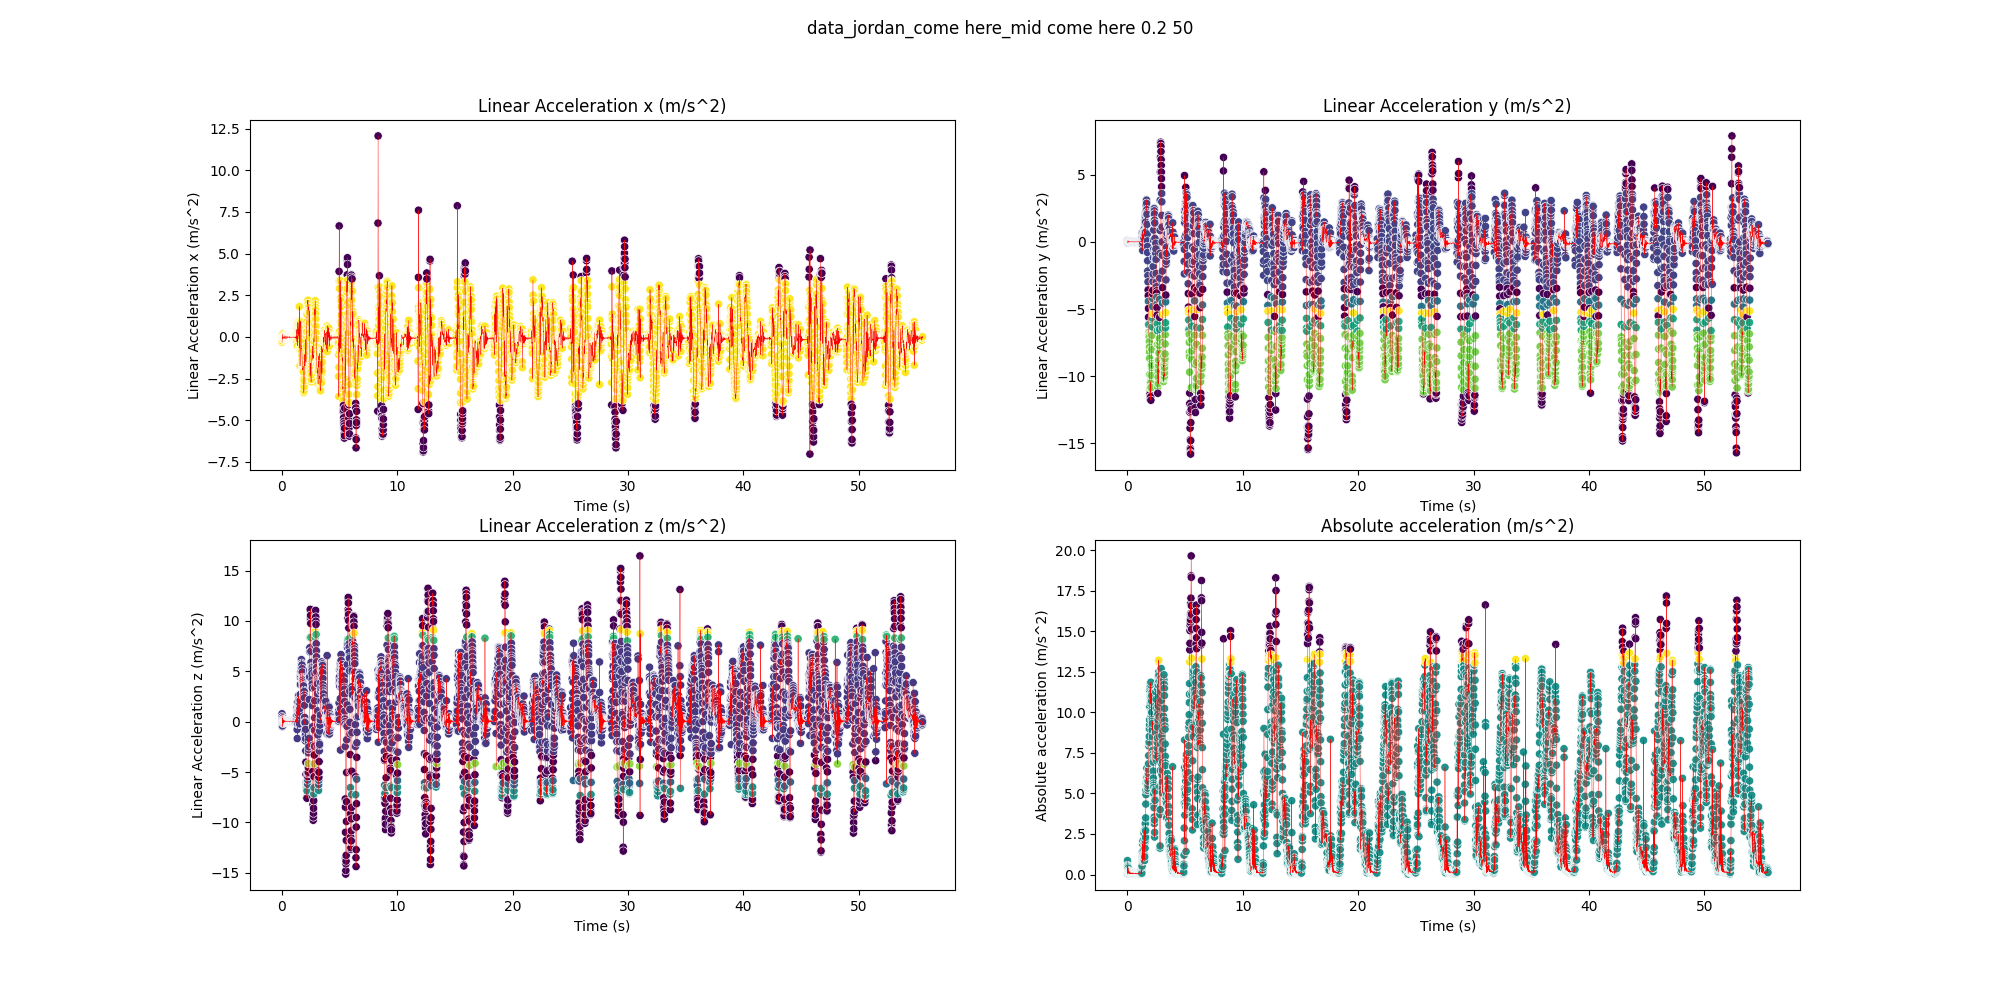 data_jordan_come here_mid come here 0.2 50
Linear Acceleration x (m/s^2)
Linear Acceleration x (m/s^2)
12.5
10.0
7.5
5.0
2.5
0.0
−2.5
−5.0
−7.5
0 10 20 30 40 50
Time (s)
Linear Acceleration y (m/s^2)
Linear Acceleration y (m/s^2)
5
0
−5
−10
−15
0 10 20 30 40 50
Time (s)
Linear Acceleration z (m/s^2)
Linear Acceleration z (m/s^2)
15
10
5
0
−5
−10
−15
0 10 20 30 40 50
Time (s)
Absolute acceleration (m/s^2)
Absolute acceleration (m/s^2)
20.0
17.5
15.0
12.5
10.0
7.5
5.0
2.5
0.0
0 10 20 30 40 50
Time (s)